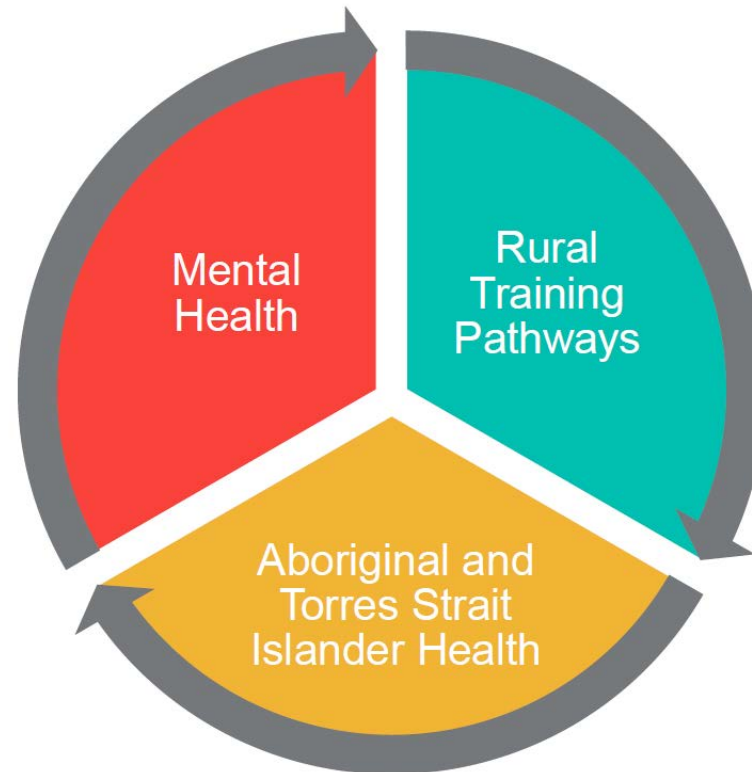 Mental
Health
Rural
Training
Pathways
Aboriginal and
Torres Strait
Islander Health